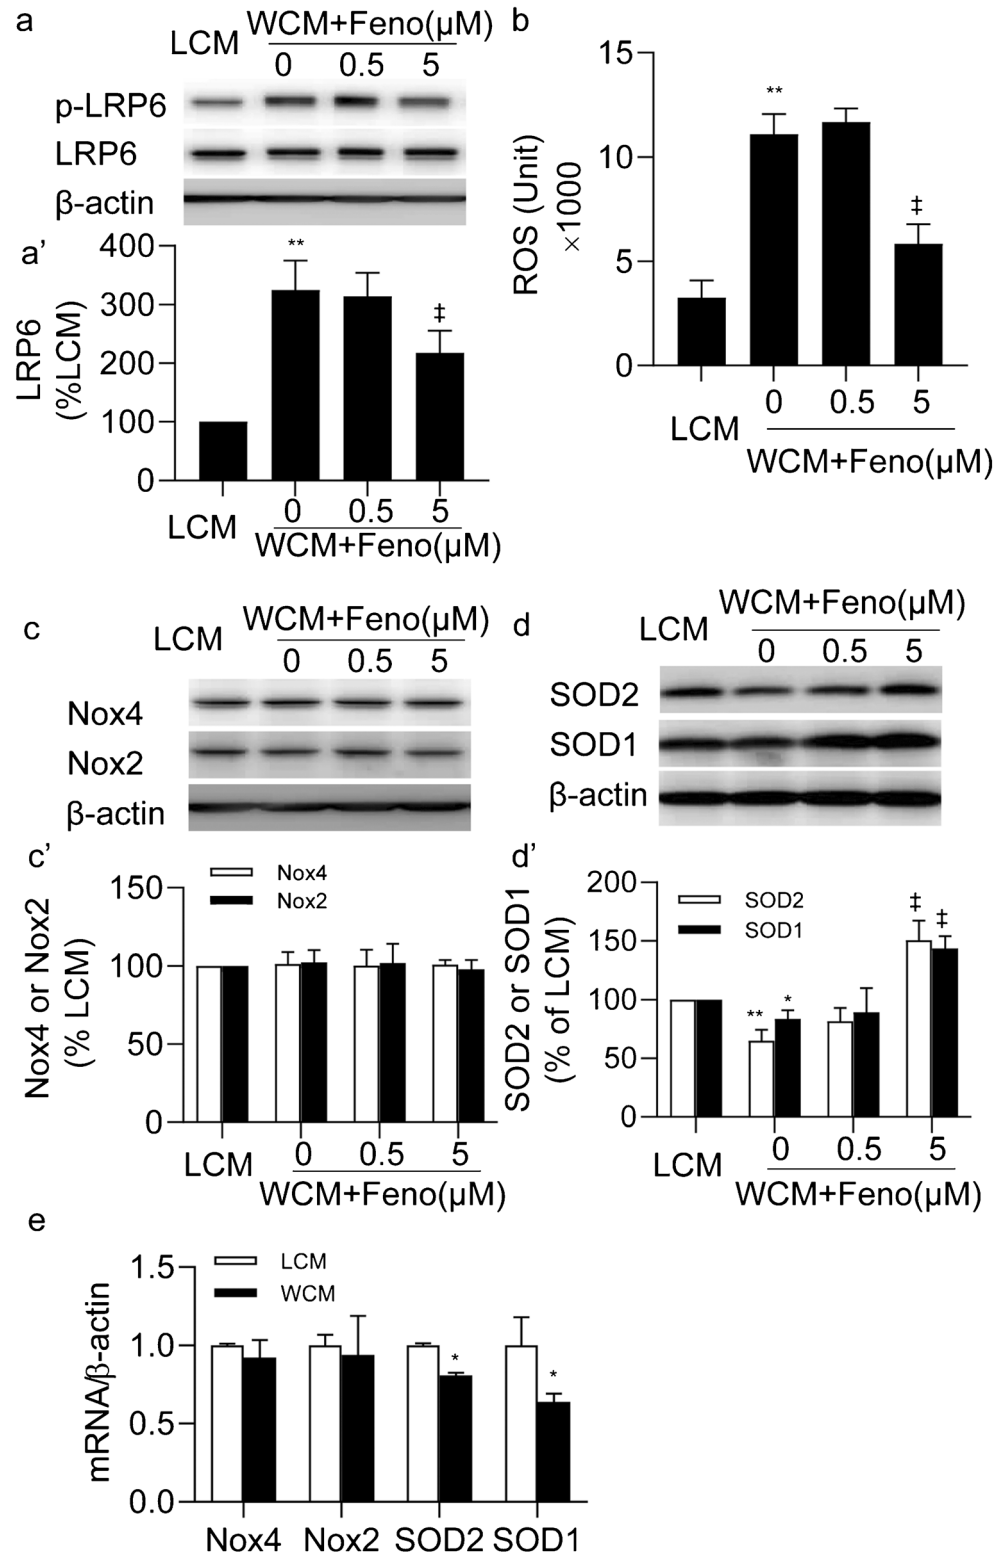 a
LCM
WCM+Feno(μM)
0 0.5 5
p-LRP6
LRP6
β-actin
a’
LRP6
(%LCM)
400
300
200
100
0
**
‡
LCM
0 0.5 5
WCM+Feno(μM)
b
ROS (Unit)
×1000
15
10
5
0
**
‡
LCM
0 0.5 5
WCM+Feno(μM)
c
LCM
WCM+Feno(μM)
0 0.5 5
Nox4
Nox2
β-actin
c’
Nox4 or Nox2
(% LCM)
150
100
50
0
Nox4
Nox2
LCM
0 0.5 5
WCM+Feno(μM)
d
LCM
WCM+Feno(μM)
0 0.5 5
SOD2
SOD1
β-actin
d’
SOD2 or SOD1
(% of LCM)
200
150
100
50
0
SOD2
SOD1
** *
‡ ‡
LCM
0 0.5 5
WCM+Feno(μM)
e
mRNA/β-actin
1.5
1.0
0.5
0.0
LCM
WCM
* *
Nox4 Nox2 SOD2 SOD1